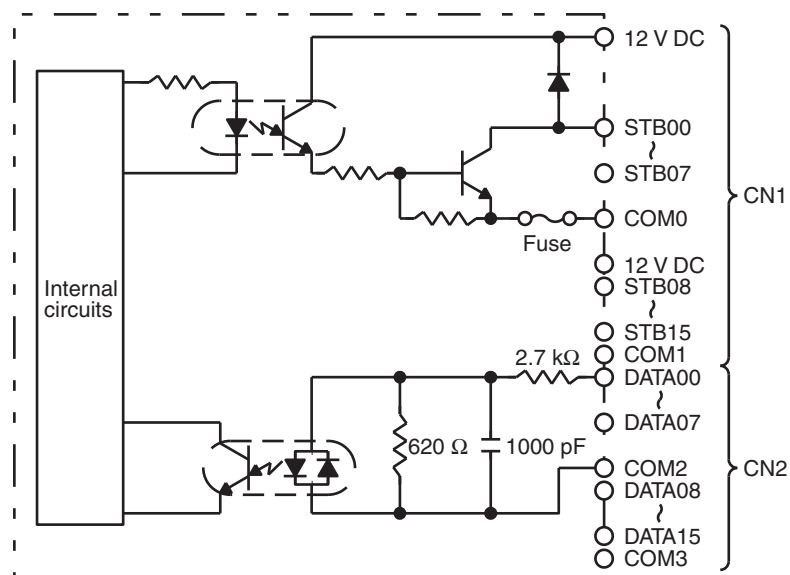 12 V DC
STB00
~
STB07
COM0
Fuse
12 V DC
STB08
~
STB15
COM1
CN1
Internal
circuits
2.7 kΩ
DATA00
~
DATA07
620 Ω
1000 pF
COM2
DATA08
~
DATA15
COM3
CN2